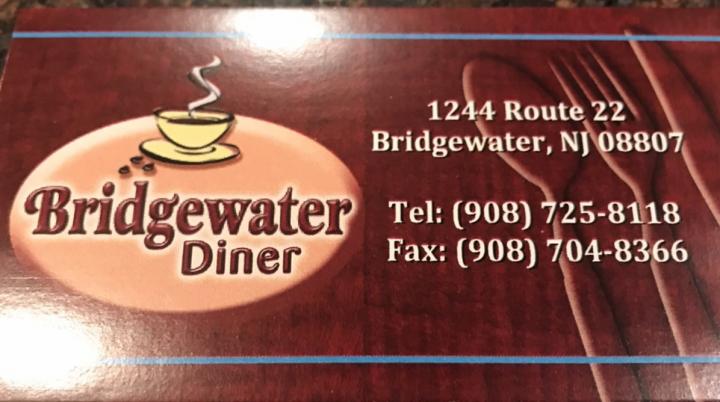 Bridgewater
Diner
1244 Route 22
Bridgewater, NJ 08807
Tel: (908) 725-8118
Fax: (908) 704-8366